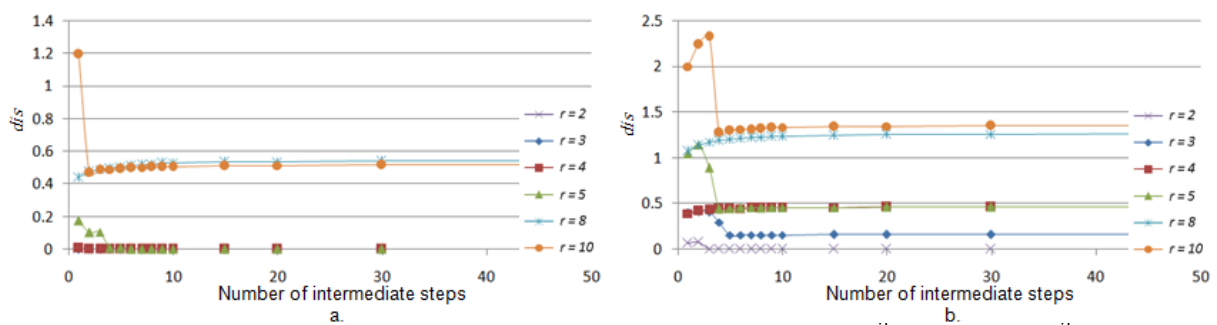 1.4
1.2
1
0.8
0.6
0.4
0.2
0
dis
0 10 20 30 40 50
Number of intermediate steps
a.
r = 2
r = 3
r = 4
r = 5
r = 8
r = 10
2.5
2
1.5
1
0.5
0
dis
0 10 20 30 40 50
Number of intermediate steps
b.
r = 2
r = 3
r = 4
r = 5
r = 8
r = 10